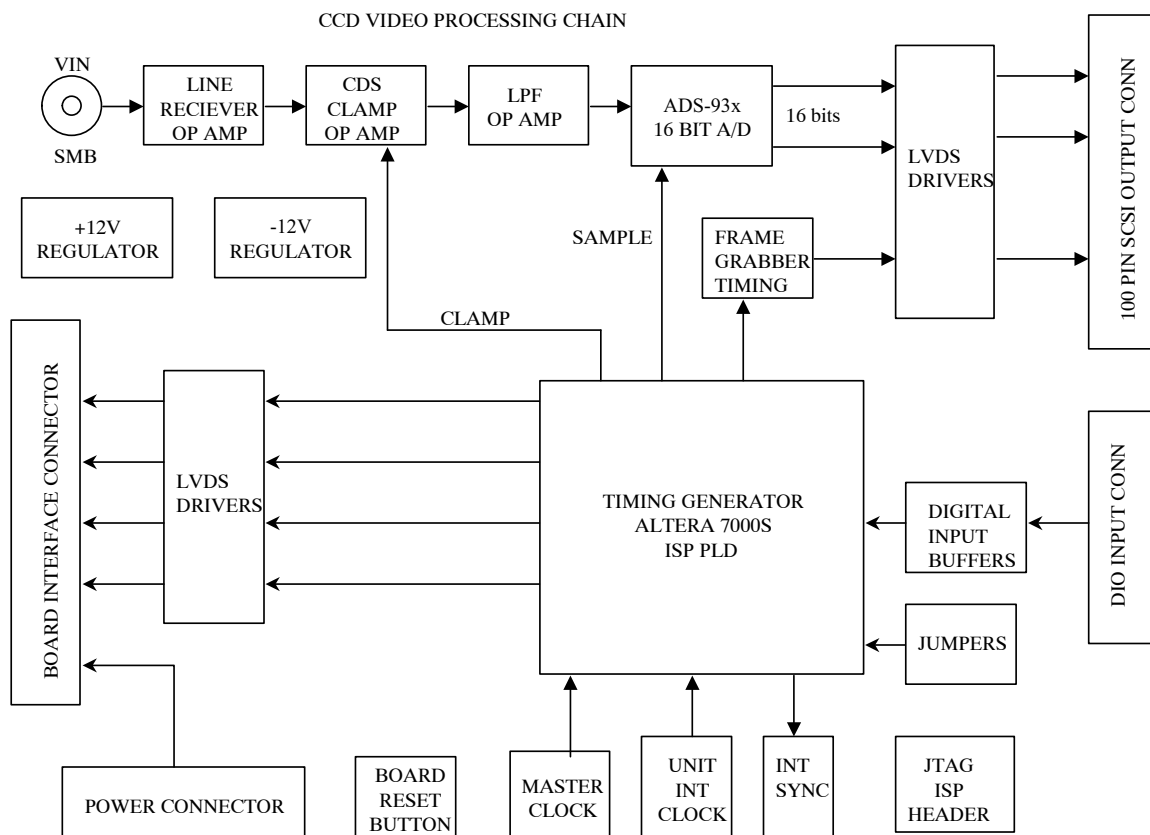 CCD VIDEO PROCESSING CHAIN
VIN
SMB
LINE
RECIEVER
OP AMP
CDS
CLAMP
OP AMP
LPF
OP AMP
ADS-93x
16 BIT A/D
16 bits
LVDS
DRIVERS
100 PIN SCSI OUTPUT CONN
+12V
REGULATOR
-12V
REGULATOR
SAMPLE
FRAME
GRABBER
TIMING
CLAMP
BOARD INTERFACE CONNECTOR
LVDS
DRIVERS
TIMING GENERATOR
ALTERA 7000S
ISP PLD
DIGITAL
INPUT
BUFFERS
DIO INPUT CONN
JUMPERS
POWER CONNECTOR
BOARD
RESET
BUTTON
MASTER
CLOCK
UNIT
INT
CLOCK
INT
SYNC
JTAG
ISP
HEADER